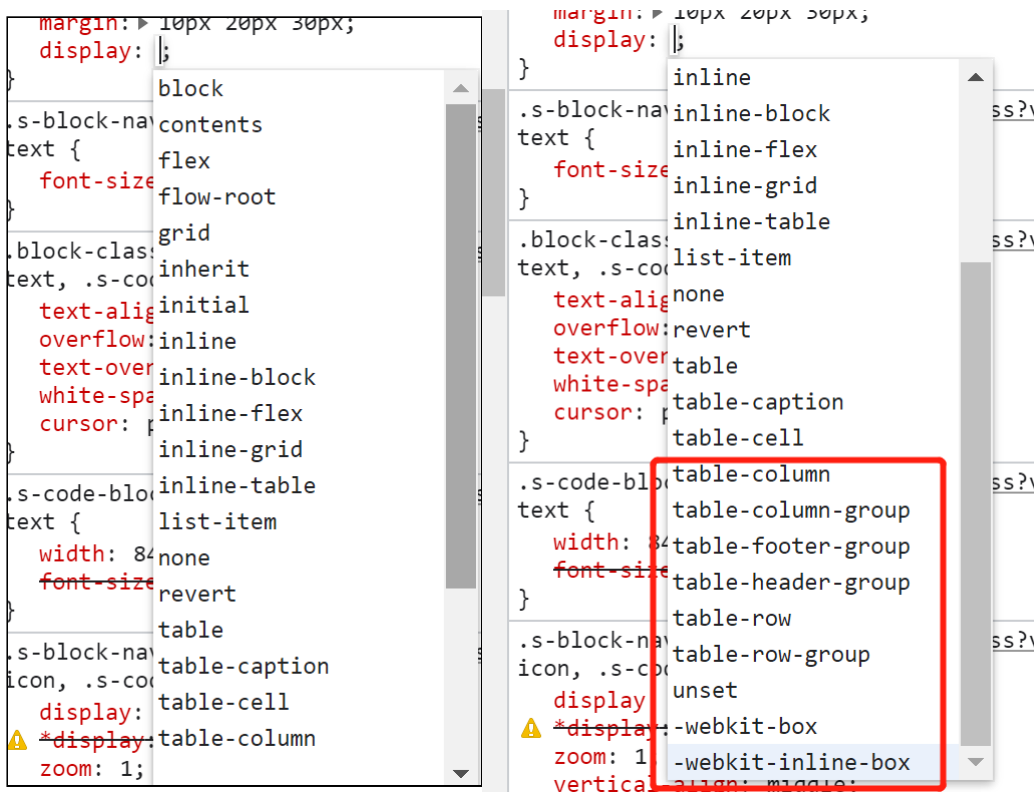 margin: 10px 20px 30px;
display: ;
}
block
contents
flex
flow-root
grid
inherit
initial
inline
inline-block
inline-flex
inline-grid
inline-table
list-item
none
revert
table
table-caption
table-cell
table-column
.s-block-nav
text {
font-size
}
.block-class
text, .s-cod
text-alig
overflow:
text-over
white-spa
cursor: p
}
.s-code-bloc
text {
width: 84
font-size
}
.s-block-nav
icon, .s-cod
display:
*display:
zoom: 1;
margin: 10px 20px 30px;
display: ;
}
inline
inline-block
inline-flex
inline-grid
inline-table
list-item
none
revert
table
table-caption
table-cell
table-column
table-column-group
table-footer-group
table-header-group
table-row
table-row-group
unset
-webkit-box
-webkit-inline-box
.s-block-nav
ss?v
text {
font-size
}
.block-class
ss?v
text, .s-cod
text-alig
overflow:
text-over
white-spa
cursor: p
}
.s-code-bloc
ss?v
text {
width: 84
font-size
}
.s-block-nav
ss?v
icon, .s-cod
display
*display:
zoom: 1
vertical-align: middle;